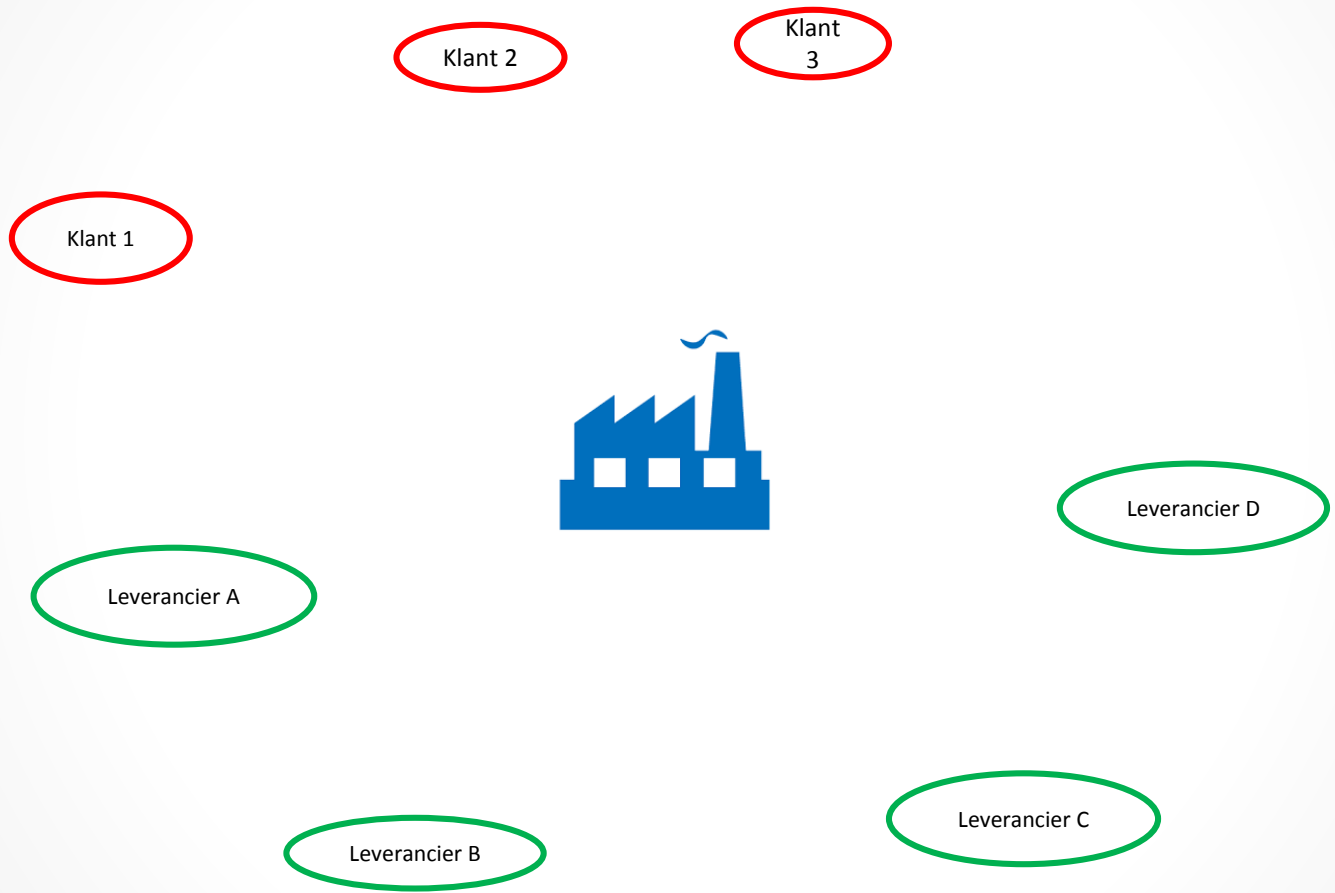 Klant 2
Klant
3
Klant 1
Leverancier D
Leverancier A
Leverancier C
Leverancier B